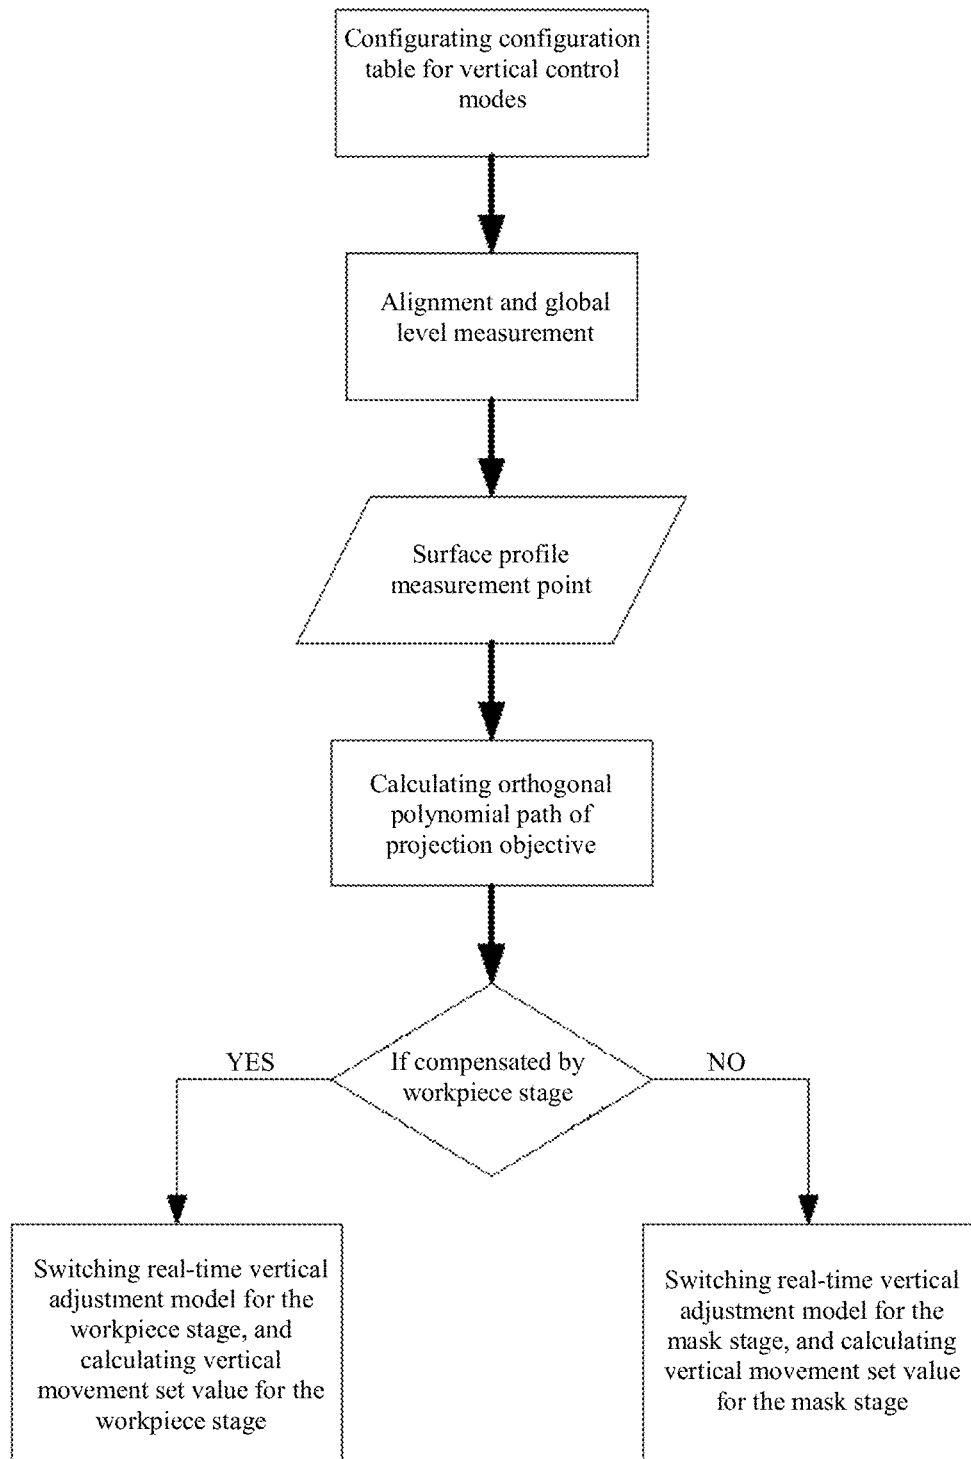 Configurating configuration
table for vertical control
modes
Alignment and global
level measurement
Surface profile
measurement point
Calculating orthogonal
polynomial path of
projection objective
If compensated by
workpiece stage
YES
NO
Switching real-time vertical
adjustment model for the
workpiece stage, and
calculating vertical
movement set value for the
workpiece stage
Switching real-time vertical
adjustment model for the
mask stage, and calculating
vertical movement set value
for the mask stage